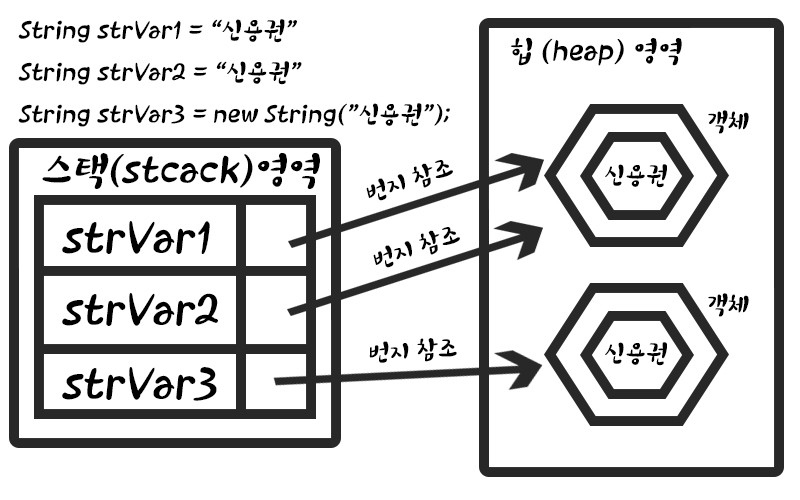 String strVar1 = “신용권”
String strVar2 = “신용권”
String strVar3 = new String(”신용권”);
스택(stcack)영역
strVar1
strVar2
strVar3
번지 참조
번지 참조
번지 참조
힙 (heap) 영역
객체
신용권
객체
신용권